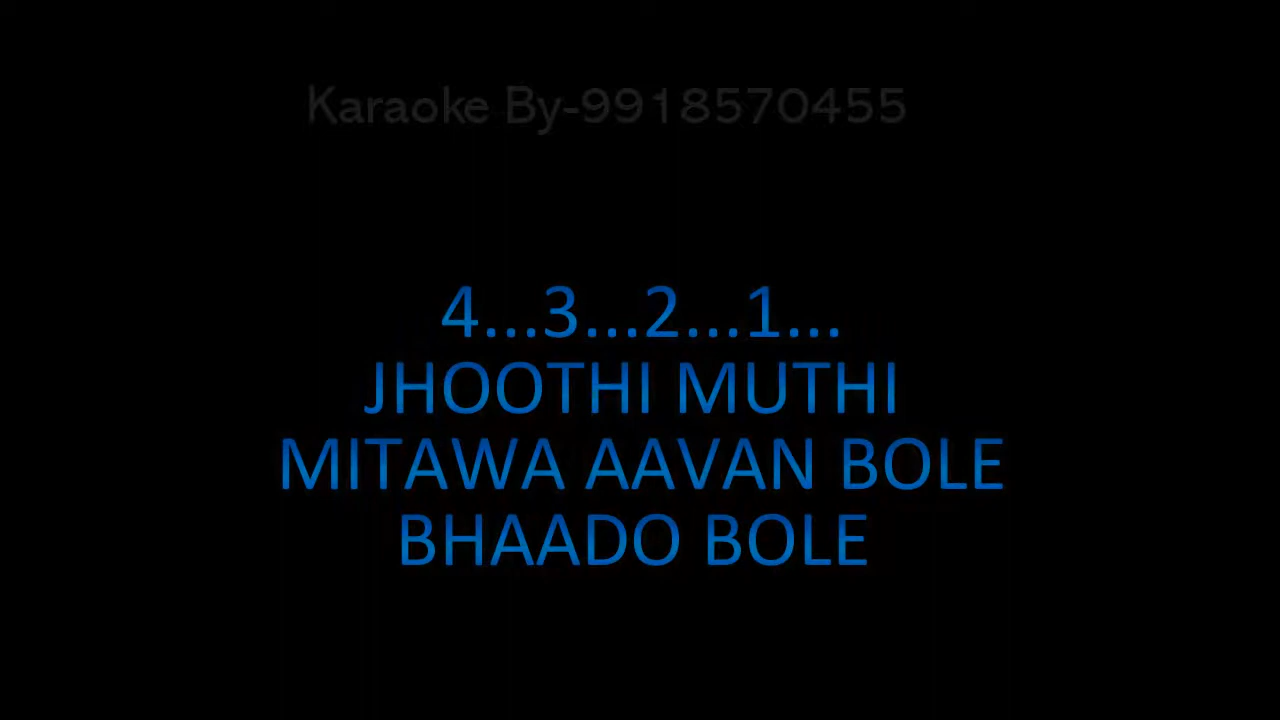 Karaoke By-9918570455
4...3...2...1...
JHOOTHI MUTHI
MITAWA AAVAN BOLE
BHAADO BOLE